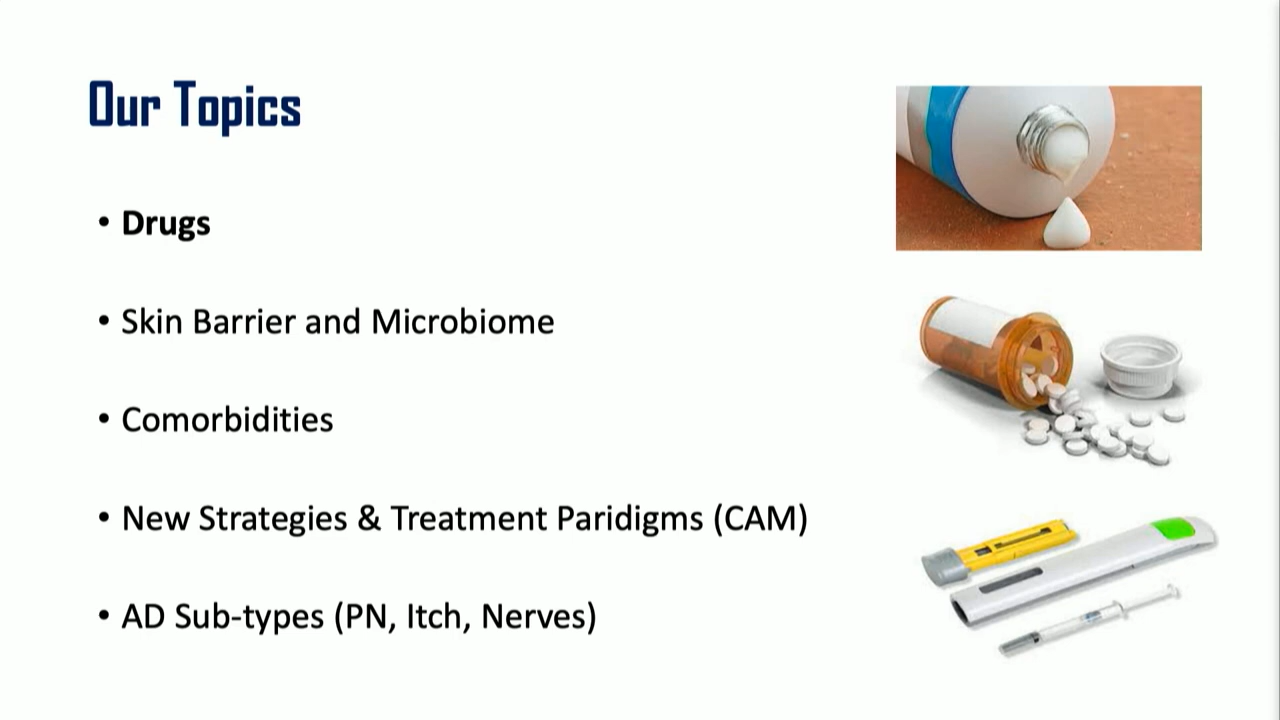 Our Topics
• Drugs
• Skin Barrier and Microbiome
• Comorbidities
• New Strategies & Treatment Paridigms (CAM)
• AD Sub-types (PN, Itch, Nerves)